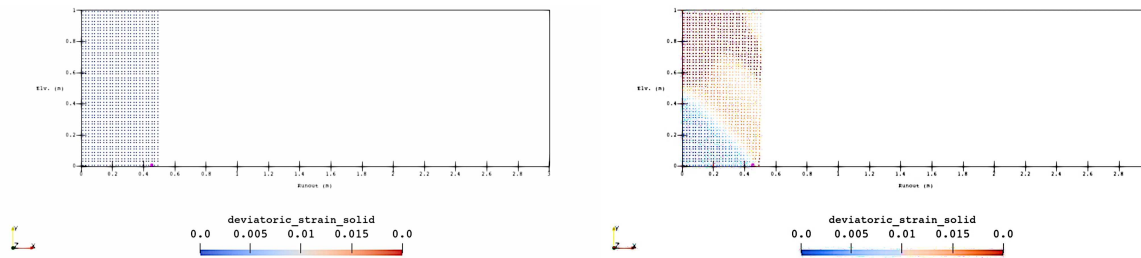 1
0.8
0.6
Elv. (m)
0.4
0.2
0
0 0.2 0.4 0.6 0.8 1 1.2 1.4 1.6 1.8 2 2.2 2.4 2.6 2.8 3
Runout (m)
deviatoric_strain_solid
0.0 0.005 0.01 0.015 0.0
Y
Z X
1
0.8
0.6
Elv. (m)
0.4
0.2
0
0 0.2 0.4 0.6 0.8 1 1.2 1.4 1.6 1.8 2 2.2 2.4 2.6 2.8
Runout (m)
deviatoric_strain_solid
0.0 0.005 0.01 0.015 0.0
Y
Z X